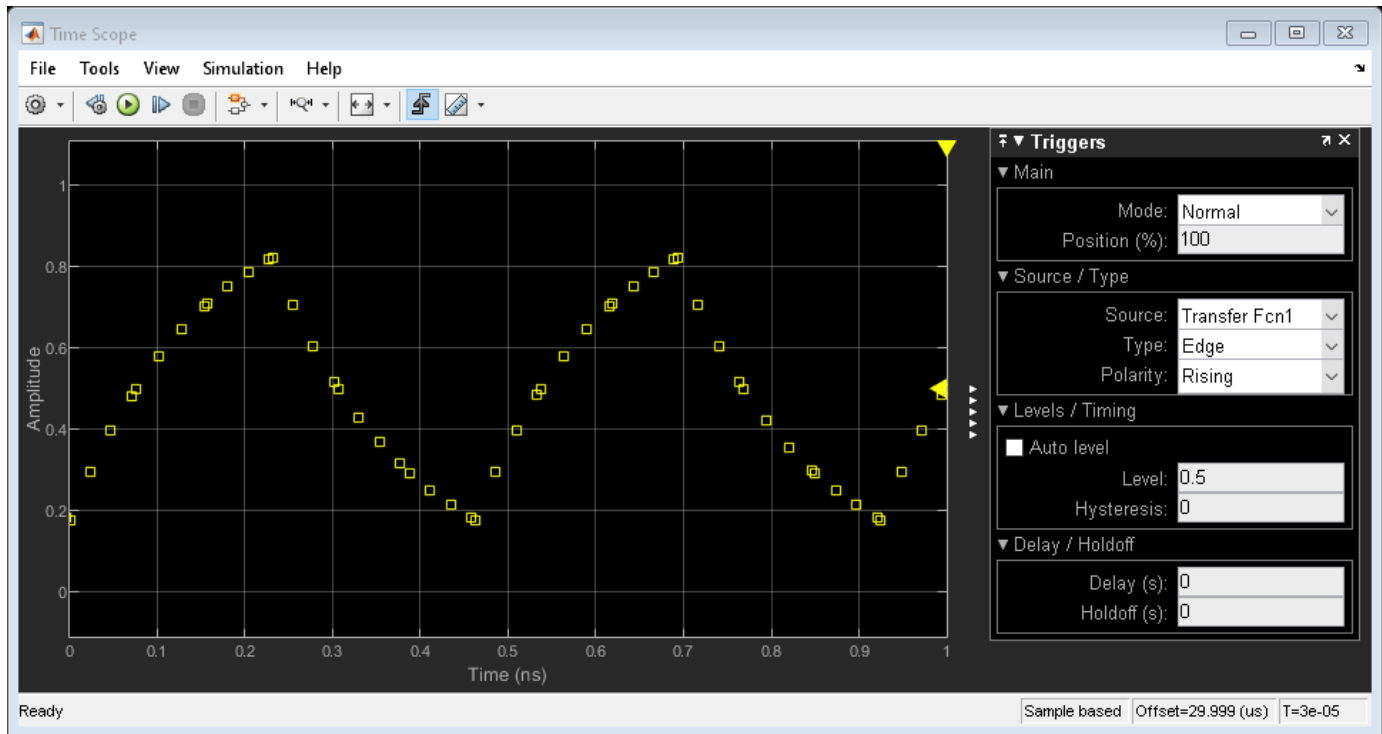 Time Scope
File Tools View Simulation Help
Amplitude
1
0.8
0.6
0.4
0.2
0
0 0.1 0.2 0.3 0.4 0.5 0.6 0.7 0.8 0.9 1
Time (ns)
Triggers
Main
Mode: Normal
Position (%): 100
Source / Type
Source: Transfer Fcn1
Type: Edge
Polarity: Rising
Levels / Timing
Auto level
Level: 0.5
Hysteresis: 0
Delay / Holdoff
Delay (s): 0
Holdoff (s): 0
Ready Sample based Offset=29.999 (us) T=3e-05